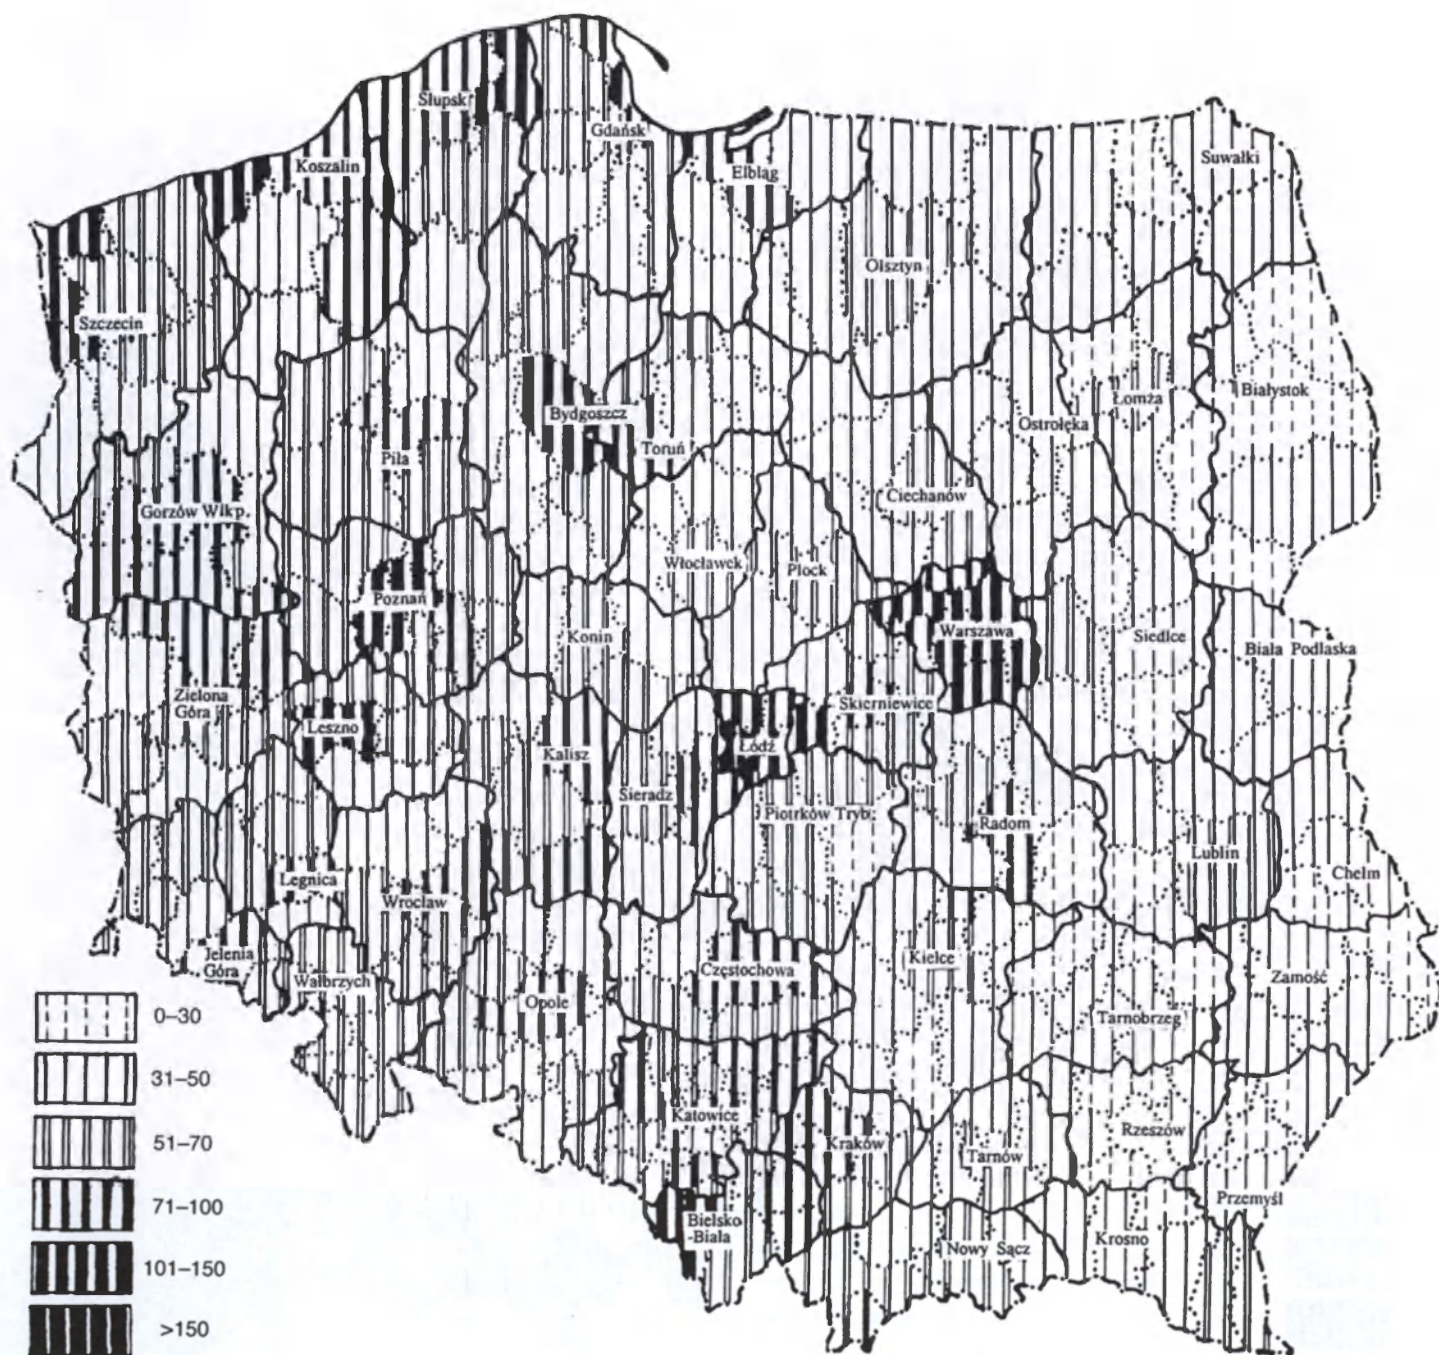 Słupsk
Gdańsk
Koszalin
Elbląg
Suwałki
Olsztyn
Szczecin
Białystok
Łomża
Bydgoszcz
Ostrołęka
Toruń
Piła
Ciechanów
Gorzów Wlkp.
Włocławek
Płock
Poznań
Warszawa
Konin
Siedlce
Biała Podlaska
Zielona
Góra
Skierniewice
Leszno
Kalisz
Łódź
Sieradz
Piotrków Tryb.
Radom
Lublin
Chełm
Legnica
Wrocław
Jelenia
Góra
Kielce
Częstochowa
Zamość
Wałbrzych
Opole
Tarnobrzeg
Katowice
Kraków
Rzeszów
Tarnów
Przemyśl
Bielsko
-Biała
Krosno
Nowy Sącz
0–30
31–50
51–70
71–100
101–150
>150